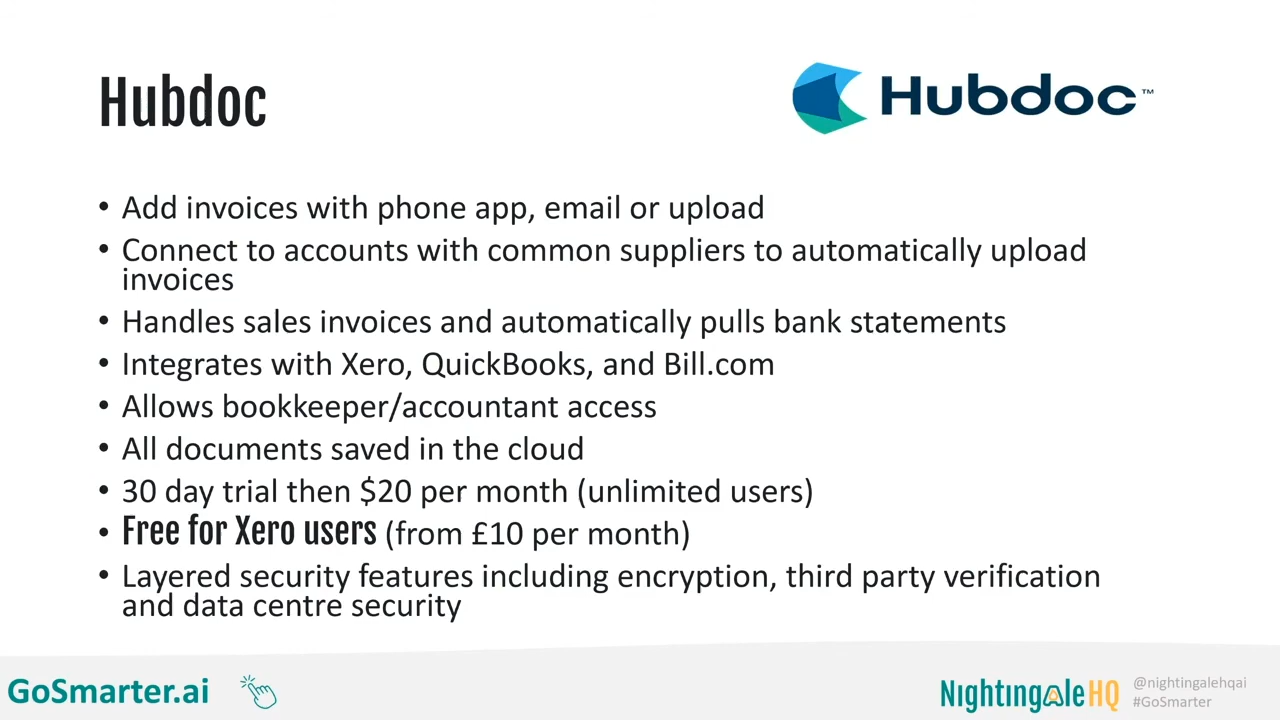 Hubdoc
Hubdoc™
• Add invoices with phone app, email or upload
• Connect to accounts with common suppliers to automatically upload
invoices
• Handles sales invoices and automatically pulls bank statements
• Integrates with Xero, QuickBooks, and Bill.com
• Allows bookkeeper/accountant access
• All documents saved in the cloud
• 30 day trial then $20 per month (unlimited users)
• Free for Xero users (from £10 per month)
• Layered security features including encryption, third party verification
and data centre security
GoSmarter.ai
NightingaleHQ
@nightingalehqai
#GoSmarter